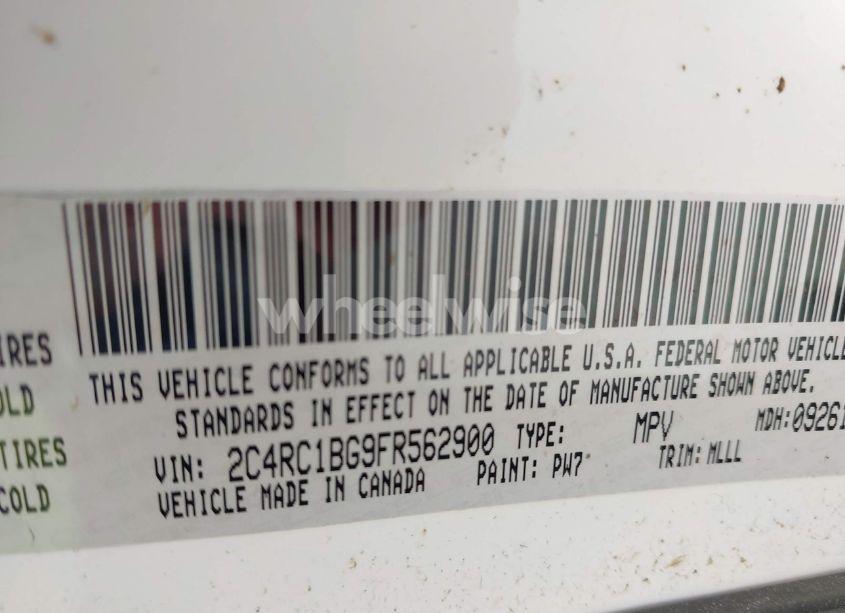 IRES
OLD
TIRES
COLD
THIS VEHICLE CONFORMS TO ALL APPLICABLE U.S.A. FEDERAL MOTOR VEHICLE
STANDARDS IN EFFECT ON THE DATE OF MANUFACTURE SHOWN ABOVE.
VIN: 2C4RC1BG9FR562900 TYPE: MPV MDH:09261
VEHICLE MADE IN CANADA PAINT: PW7 TRIM: MLLL
wheelwise